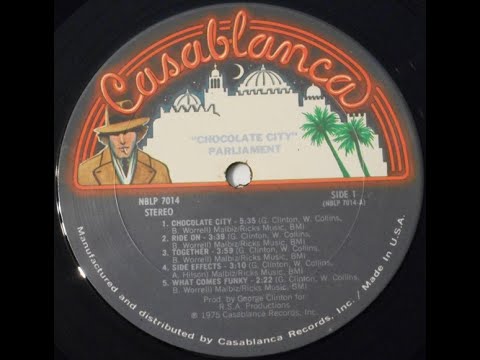 Casablanca
"CHOCOLATE CITY"
PARLIAMENT
NBLP 7014
STEREO
SIDE 1
(NBLP 7014-A)
1. CHOCOLATE CITY - 5:35 (G. Clinton, W. Collins,
B. Worrell) Malbiz/Ricks Music, BMI
2. RIDE ON - 3:36 (G. Clinton, W. Collins,
B. Worrell) Malbiz/Ricks Music, BMI
3. TOGETHER - 3:59 (G. Clinton, W. Collins,
B. Worrell) Malbiz/Ricks Music, BMI
4. SIDE EFFECTS - 3:10 (G. Clinton, W. Collins,
A. Hilson) Malbiz/Ricks Music, BMI
5. WHAT COMES FUNKY - 2:22 (G. Clinton, W. Collins,
B. Worrell) Malbiz/Ricks Music, BMI
Prod. by George Clinton for
R.S.A. Productions
℗ 1975 Casablanca Records, Inc
Manufactured and distributed by Casablanca Records, Inc. / Made in U.S.A.